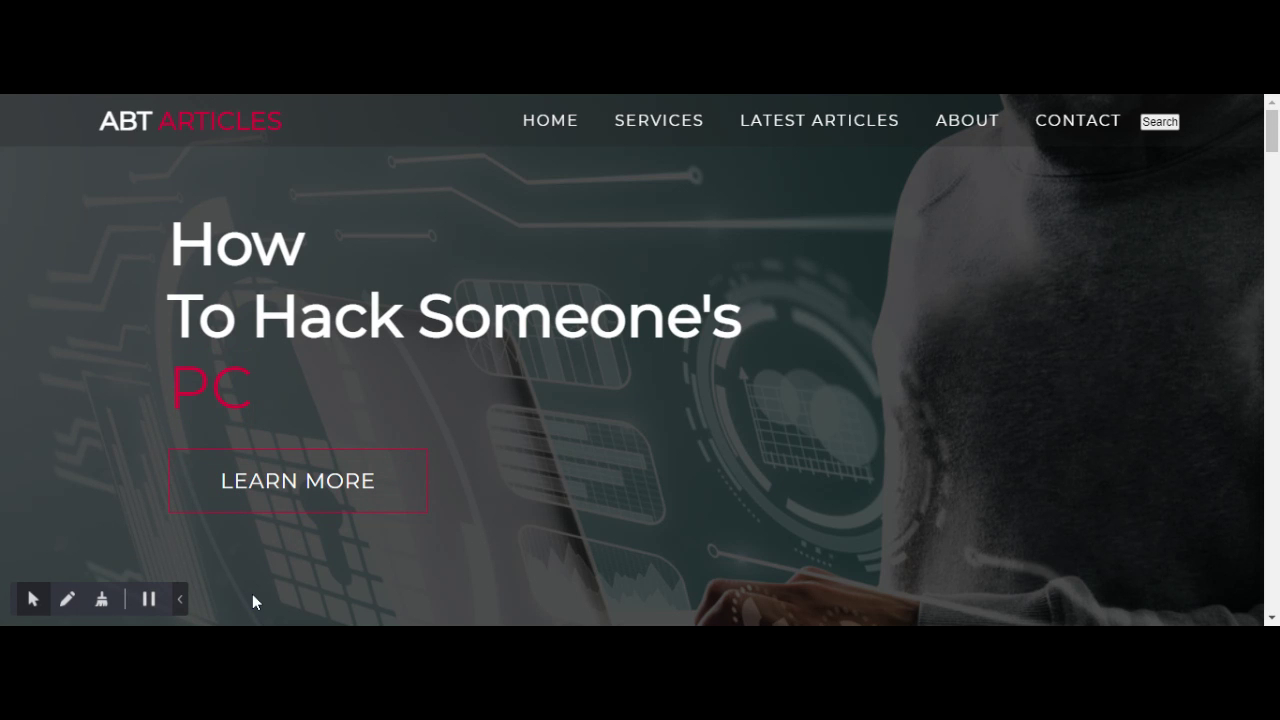 ABT ARTICLES
HOME SERVICES LATEST ARTICLES ABOUT CONTACT Search
How
To Hack Someone's
PC
LEARN MORE